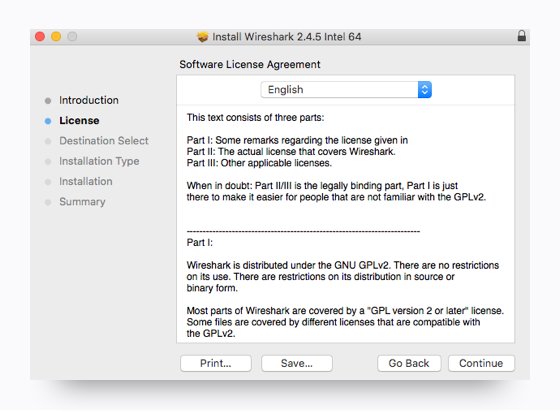 Install Wireshark 2.4.5 Intel 64
Software License Agreement
Introduction
License
Destination Select
Installation Type
Installation
Summary
English
This text consists of three parts:
Part I: Some remarks regarding the license given in
Part II: The actual license that covers Wireshark.
Part III: Other applicable licenses.
When in doubt: Part II/III is the legally binding part, Part I is just
there to make it easier for people that are not familiar with the GPLv2.
------------------------------------------------------------------------
Part I:
Wireshark is distributed under the GNU GPLv2. There are no restrictions
on its use. There are restrictions on its distribution in source or
binary form.
Most parts of Wireshark are covered by a "GPL version 2 or later" license.
Some files are covered by different licenses that are compatible with
the GPLv2.
Print...
Save...
Go Back
Continue